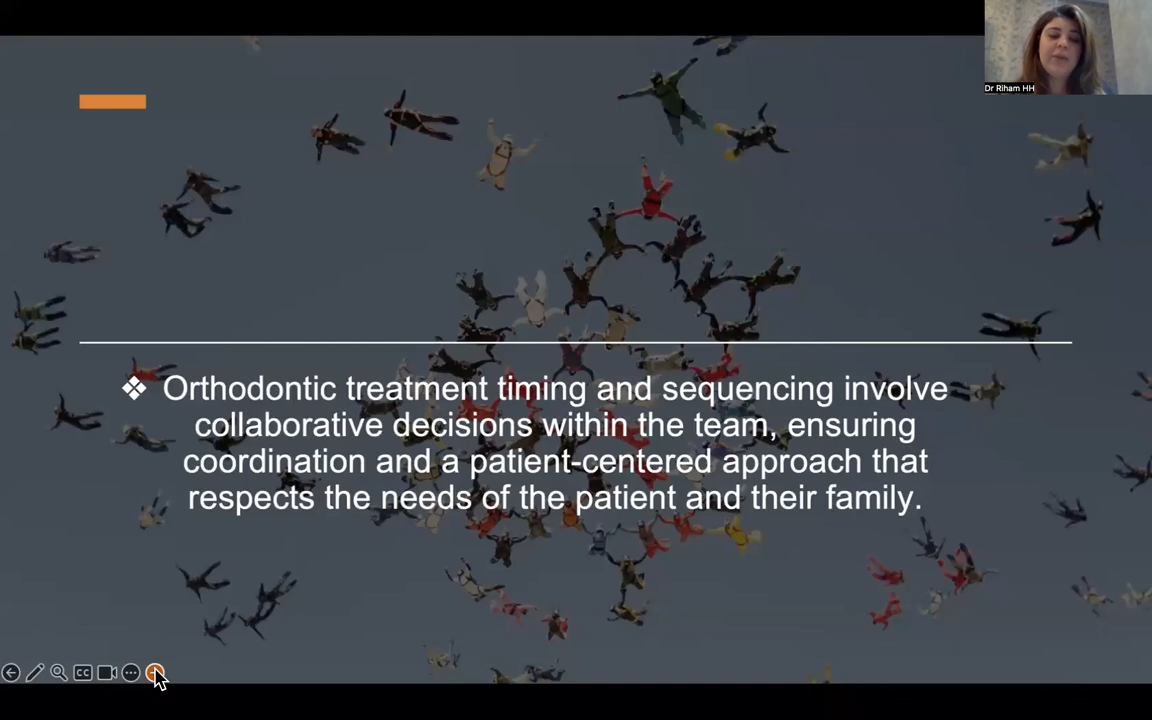 Dr Riham HH
❖ Orthodontic treatment timing and sequencing involve
collaborative decisions within the team, ensuring
coordination and a patient-centered approach that
respects the needs of the patient and their family.
CC